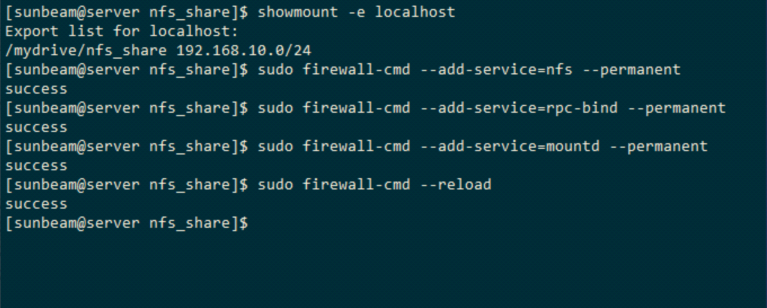 [sunbeam@server nfs_share]$ showmount -e localhost
Export list for localhost:
/mydrive/nfs_share 192.168.10.0/24
[sunbeam@server nfs_share]$ sudo firewall-cmd --add-service=nfs --permanent
success
[sunbeam@server nfs_share]$ sudo firewall-cmd --add-service=rpc-bind --permanent
success
[sunbeam@server nfs_share]$ sudo firewall-cmd --add-service=mountd --permanent
success
[sunbeam@server nfs_share]$ sudo firewall-cmd --reload
success
[sunbeam@server nfs_share]$